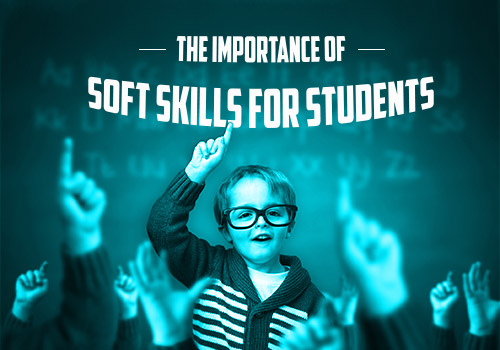 THE IMPORTANCE OF
SOFT SKILLS FOR STUDENTS